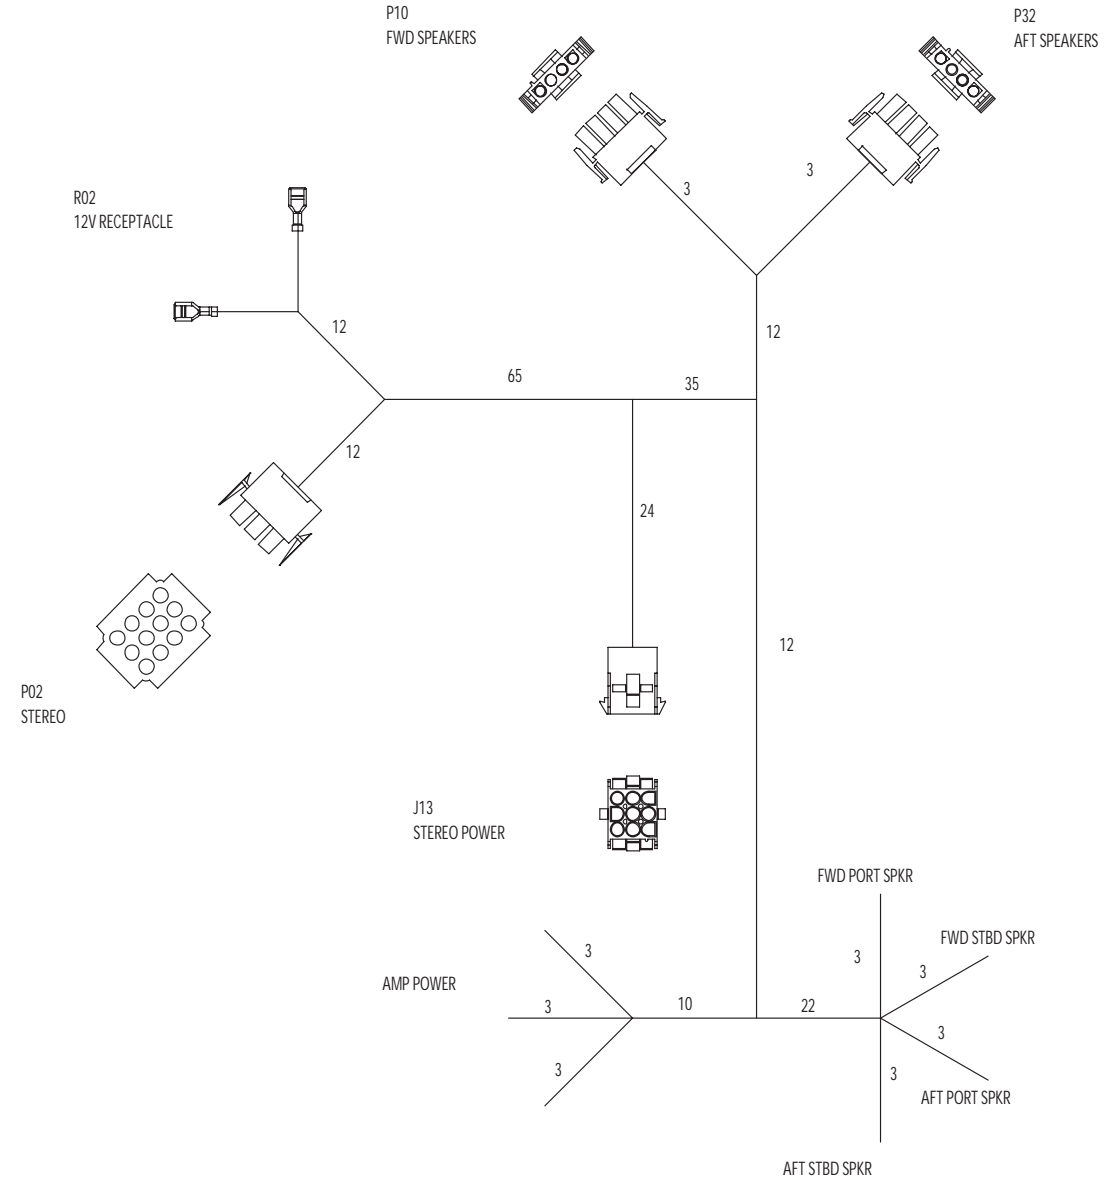 P10
FWD SPEAKERS
P32
AFT SPEAKERS
3
3
R02
12V RECEPTACLE
12
12
65
35
12
24
12
P02
STEREO
J13
STEREO POWER
FWD PORT SPKR
FWD STBD SPKR
3
3
3
AMP POWER
3
10
22
3
3
3
AFT PORT SPKR
AFT STBD SPKR